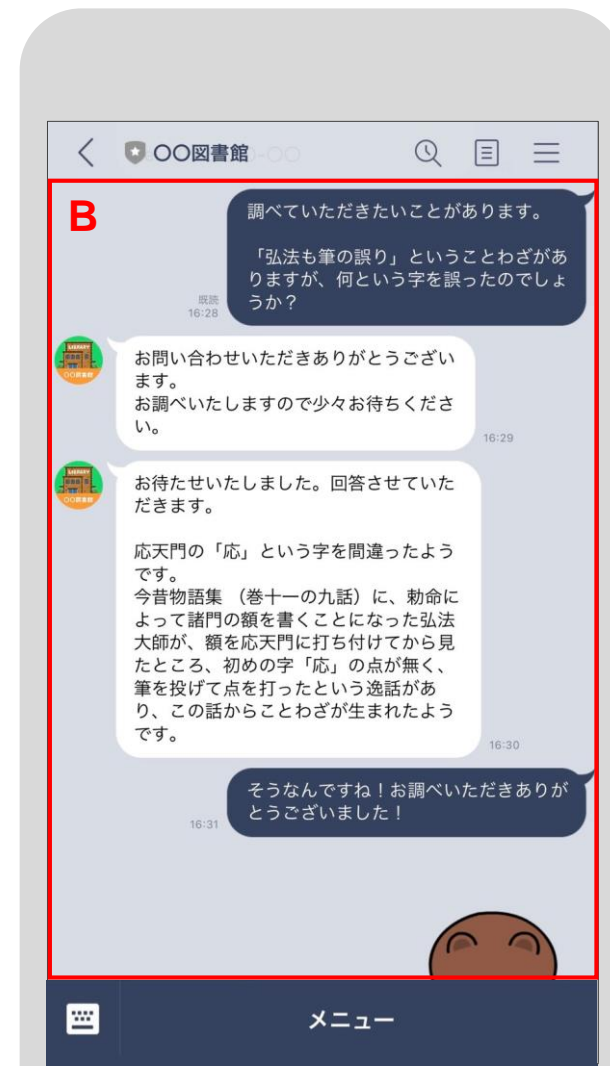 〇〇図書館
B
調べていただきたいことがあります。
「弘法も筆の誤り」ということわざがあ
りますが、何という字を誤ったのでしょ
うか？
既読
16:28
お問い合わせいただきありがとうござい
ます。
お調べいたしますので少々お待ちくださ
い。
16:29
お待たせいたしました。回答させていた
だきます。
応天門の「応」という字を間違ったよう
です。
今昔物語集 （巻十一の九話）に、勅命に
よって諸門の額を書くことになった弘法
大師が、額を応天門に打ち付けてから見
たところ、初めの字「応」の点が無く、
筆を投げて点を打ったという逸話があ
り、この話からことわざが生まれたよう
です。
16:30
そうなんですね！お調べいただきありが
とうございました！
16:31
メニュー